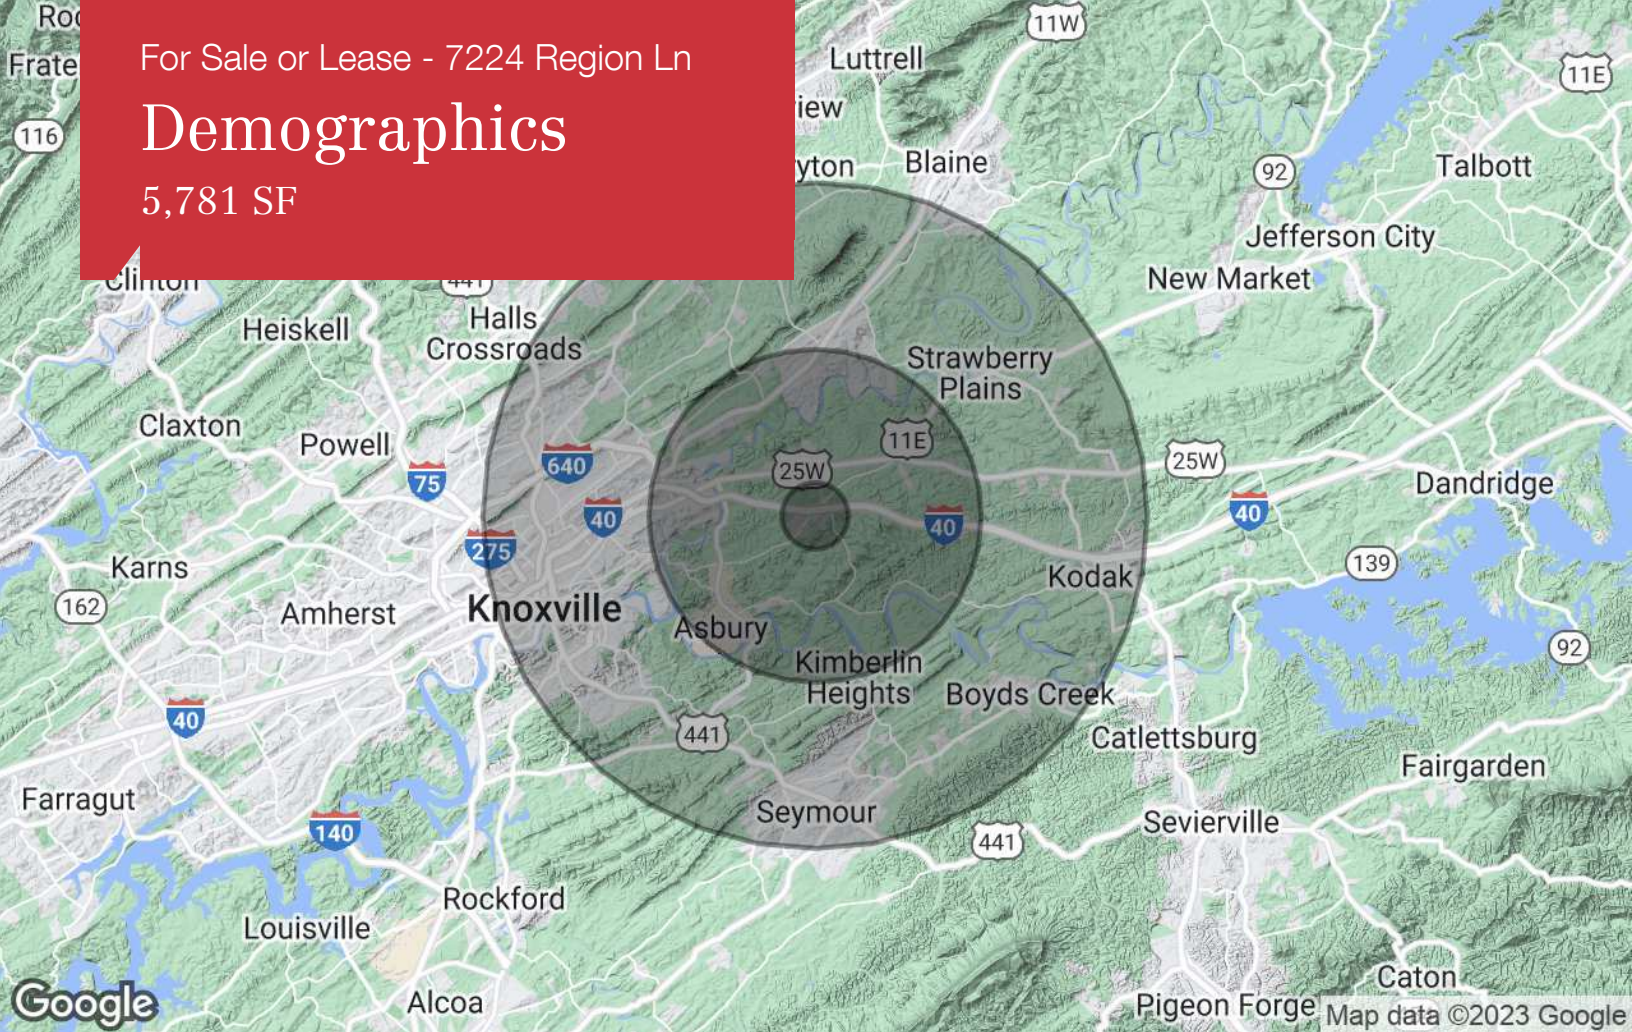 For Sale or Lease - 7224 Region Ln
Demographics
5,781 SF
11W
Luttrell
11E
116
Blaine
92
Talbott
Jefferson City
New Market
Clinton
441
Heiskell
Halls
Crossroads
Strawberry
Plains
Claxton
Powell
11E
640
25W
25W
75
Dandridge
40
40
40
275
Karns
Kodak
139
162
Amherst
Knoxville
Asbury
92
Kimberlin
Heights
Boyds Creek
40
441
Catlettsburg
Fairgarden
Farragut
Seymour
Sevierville
140
441
Rockford
Louisville
Caton
Google
Alcoa
Pigeon Forge
Map data ©2023 Google